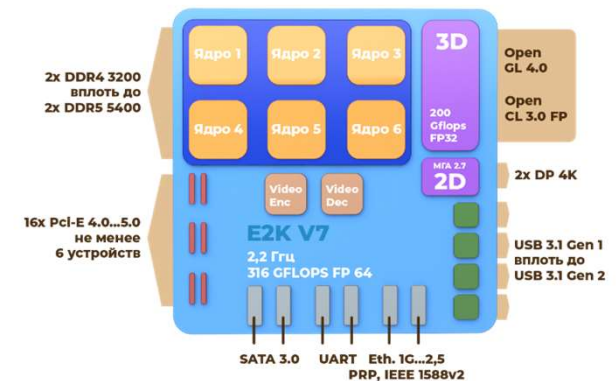 Ядро 1
Ядро 2
Ядро 3
Ядро 4
Ядро 5
Ядро 6
3D
200
Gflops
FP32
Open
GL 4.0
Open
CL 3.0 FP
2x DDR4 3200
вплоть до
2x DDR5 5400
МГА 2.7
2D
2x DP 4K
Video
Enc
Video
Dec
16x Pcl-E 4.0...5.0
не менее
6 устройств
E2K V7
2,2 Ггц
316 GFLOPS FP 64
USB 3.1 Gen 1
вплоть до
USB 3.1 Gen 2
SATA 3.0
UART
Eth. 1G...2,5
PRP, IEEE 1588v2